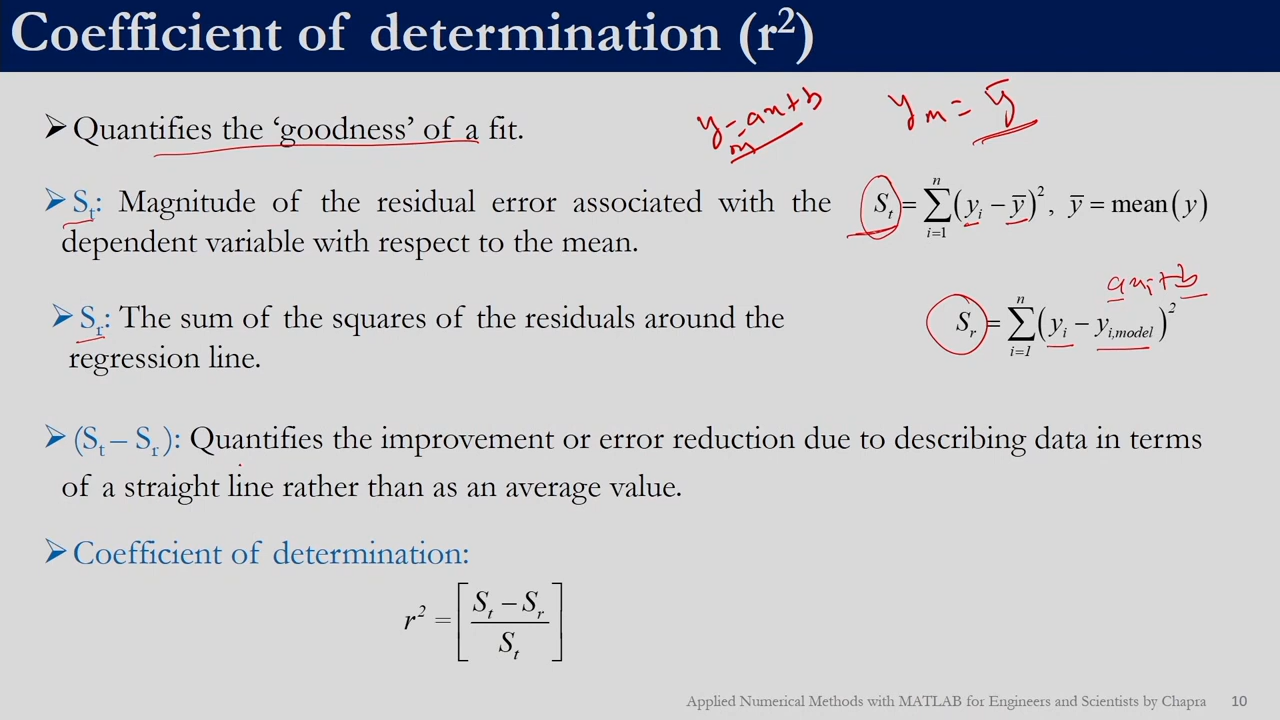 Coefficient of determination (r²)
y_m = ax + b
y_m = ȳ
➢Quantifies the ‘goodness’ of a fit.
➢ S_t: Magnitude of the residual error associated with the
dependent variable with respect to the mean.
S_t = ∑_{i=1}^{n} (y_i − ȳ)², ȳ = mean(y)
➢ S_r: The sum of the squares of the residuals around the
regression line.
ax_i + b
S_r = ∑_{i=1}^{n} (y_i − y_{i,model})²
➢ (S_t – S_r): Quantifies the improvement or error reduction due to describing data in terms
of a straight line rather than as an average value.
➢Coefficient of determination:
r² = [(S_t − S_r) / S_t]
Applied Numerical Methods with MATLAB for Engineers and Scientists by Chapra 10